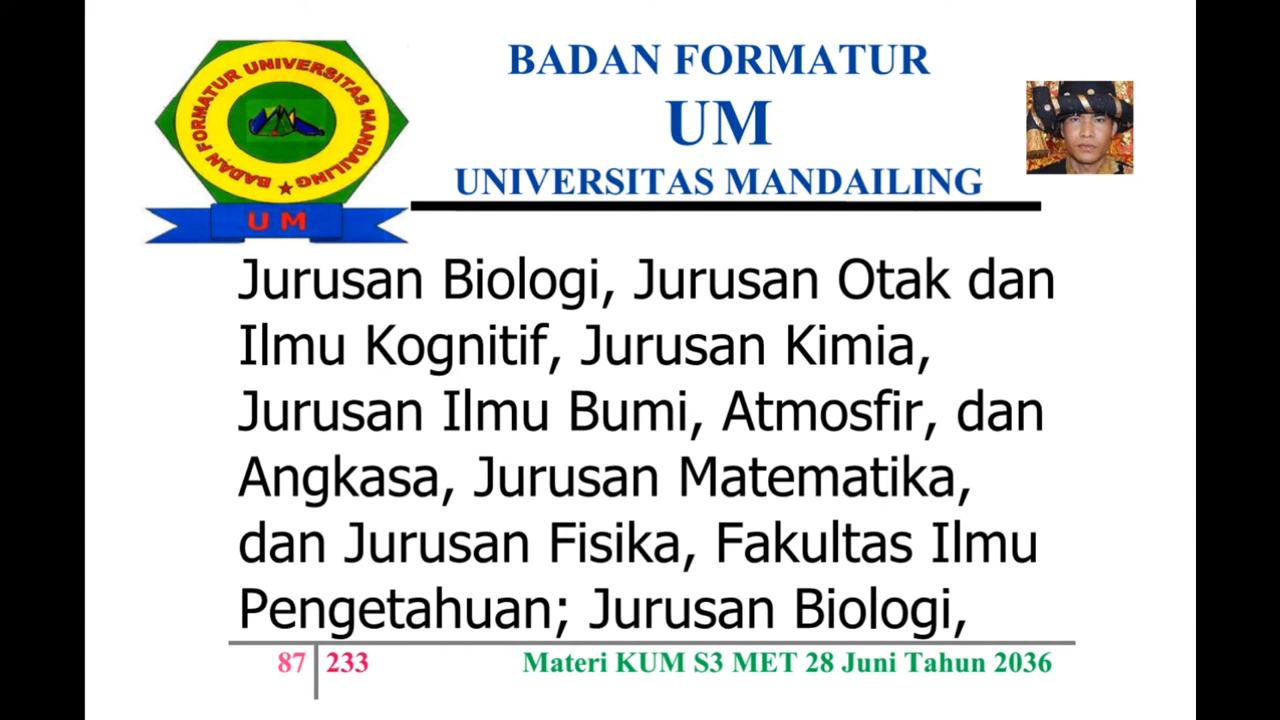 BADAN FORMATUR UNIVERSITAS MANDAILING
U M
BADAN FORMATUR
UM
UNIVERSITAS MANDAILING
Jurusan Biologi, Jurusan Otak dan
Ilmu Kognitif, Jurusan Kimia,
Jurusan Ilmu Bumi, Atmosfir, dan
Angkasa, Jurusan Matematika,
dan Jurusan Fisika, Fakultas Ilmu
Pengetahuan; Jurusan Biologi,
87 233 Materi KUM S3 MET 28 Juni Tahun 2036